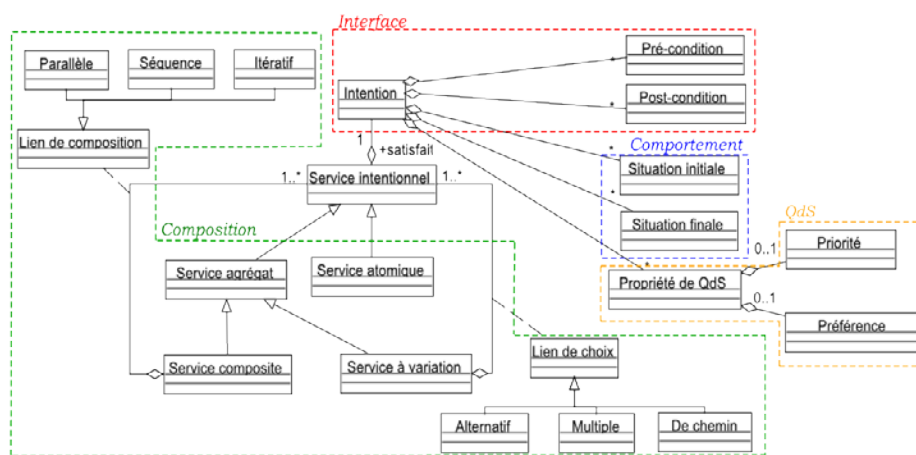 Interface
Parallèle
Séquence
Itératif
Pré-condition
*
Intention
Post-condition
*
Lien de composition
1
+satisfait
Comportement
*
Situation initiale
1..*
Service intentionnel
1..*
*
Situation finale
QdS
Composition
Priorité
0..1
Service agrégat
Service atomique
*
Propriété de QdS
0..1
Préférence
Lien de choix
Service composite
Service à variation
Alternatif
Multiple
De chemin